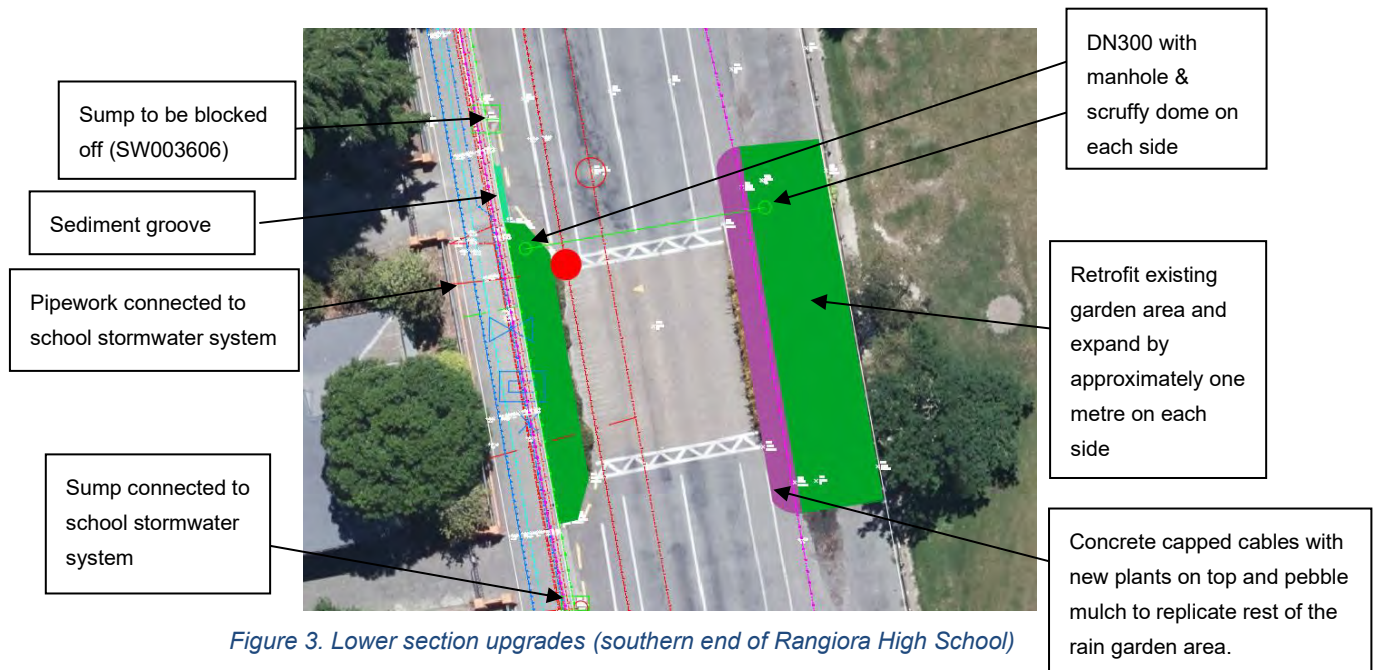 Sump to be blocked
off (SW003606)
Sediment groove
Pipework connected to
school stormwater system
Sump connected to
school stormwater
system
DN300 with
manhole &
scruffy dome on
each side
Retrofit existing
garden area and
expand by
approximately one
metre on each
side
Concrete capped cables with
new plants on top and pebble
mulch to replicate rest of the
rain garden area.
Figure 3. Lower section upgrades (southern end of Rangiora High School)